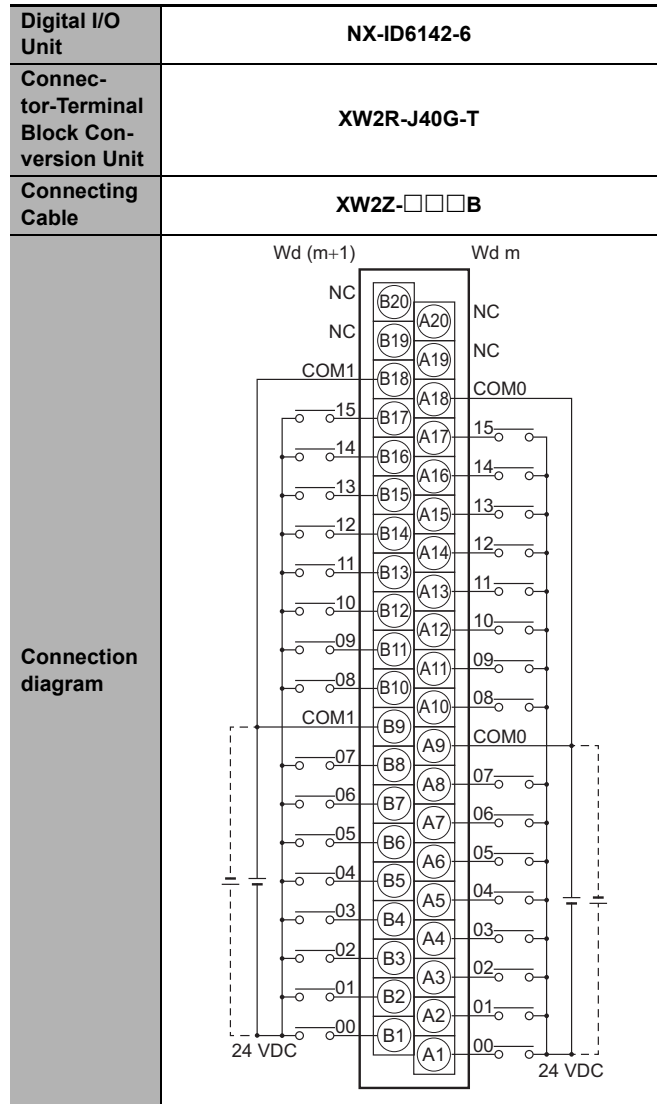 Digital I/O
Unit
NX-ID6142-6
Connec-
tor-Terminal
Block Con-
version Unit
XW2R-J40G-T
Connecting
Cable
XW2Z-□□□B
Connection
diagram
Wd (m+1)
Wd m
NC
B20
A20
NC
NC
B19
A19
NC
COM1
B18
A18
COM0
15
B17
A17
15
14
B16
A16
14
13
B15
A15
13
12
B14
A14
12
11
B13
A13
11
10
B12
A12
10
09
B11
A11
09
08
B10
A10
08
COM1
B9
A9
COM0
07
B8
A8
07
06
B7
A7
06
05
B6
A6
05
04
B5
A5
04
03
B4
A4
03
02
B3
A3
02
01
B2
A2
01
00
B1
A1
00
24 VDC
24 VDC